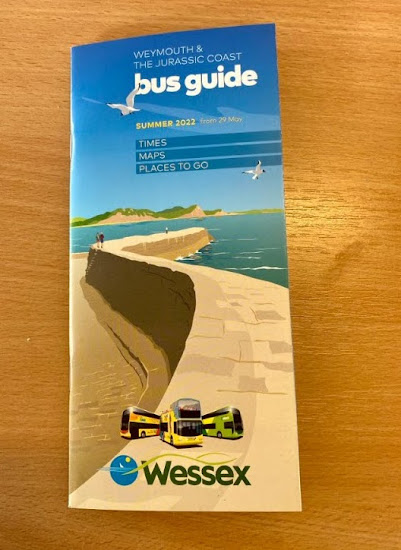 WEYMOUTH &
THE JURASSIC COAST
bus guide
SUMMER 2022 from 29 May
TIMES
MAPS
PLACES TO GO
Wessex